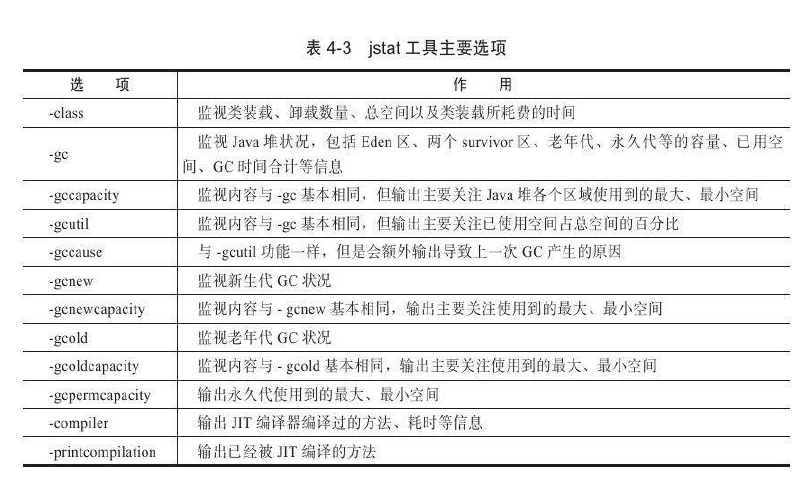 表 4-3 jstat 工具主要选项
选 项 作 用
-class 监视类装载、卸载数量、总空间以及类装载所耗费的时间
-gc 监视 Java 堆状况，包括 Eden 区、两个 survivor 区、老年代、永久代等的容量、已用空
间、GC 时间合计等信息
-gccapacity 监视内容与 -gc 基本相同，但输出主要关注 Java 堆各个区域使用到的最大、最小空间
-gcutil 监视内容与 -gc 基本相同，但输出主要关注已使用空间占总空间的百分比
-gccause 与 -gcutil 功能一样，但是会额外输出导致上一次 GC 产生的原因
-gcnew 监视新生代 GC 状况
-gcnewcapacity 监视内容与 - gcnew 基本相同，输出主要关注使用到的最大、最小空间
-gcold 监视老年代 GC 状况
-gcoldcapacity 监视内容与 - gcold 基本相同，输出主要关注使用到的最大、最小空间
-gcpermcapacity 输出永久代使用到的最大、最小空间
-compiler 输出 JIT 编译器编译过的方法、耗时等信息
-printcompilation 输出已经被 JIT 编译的方法